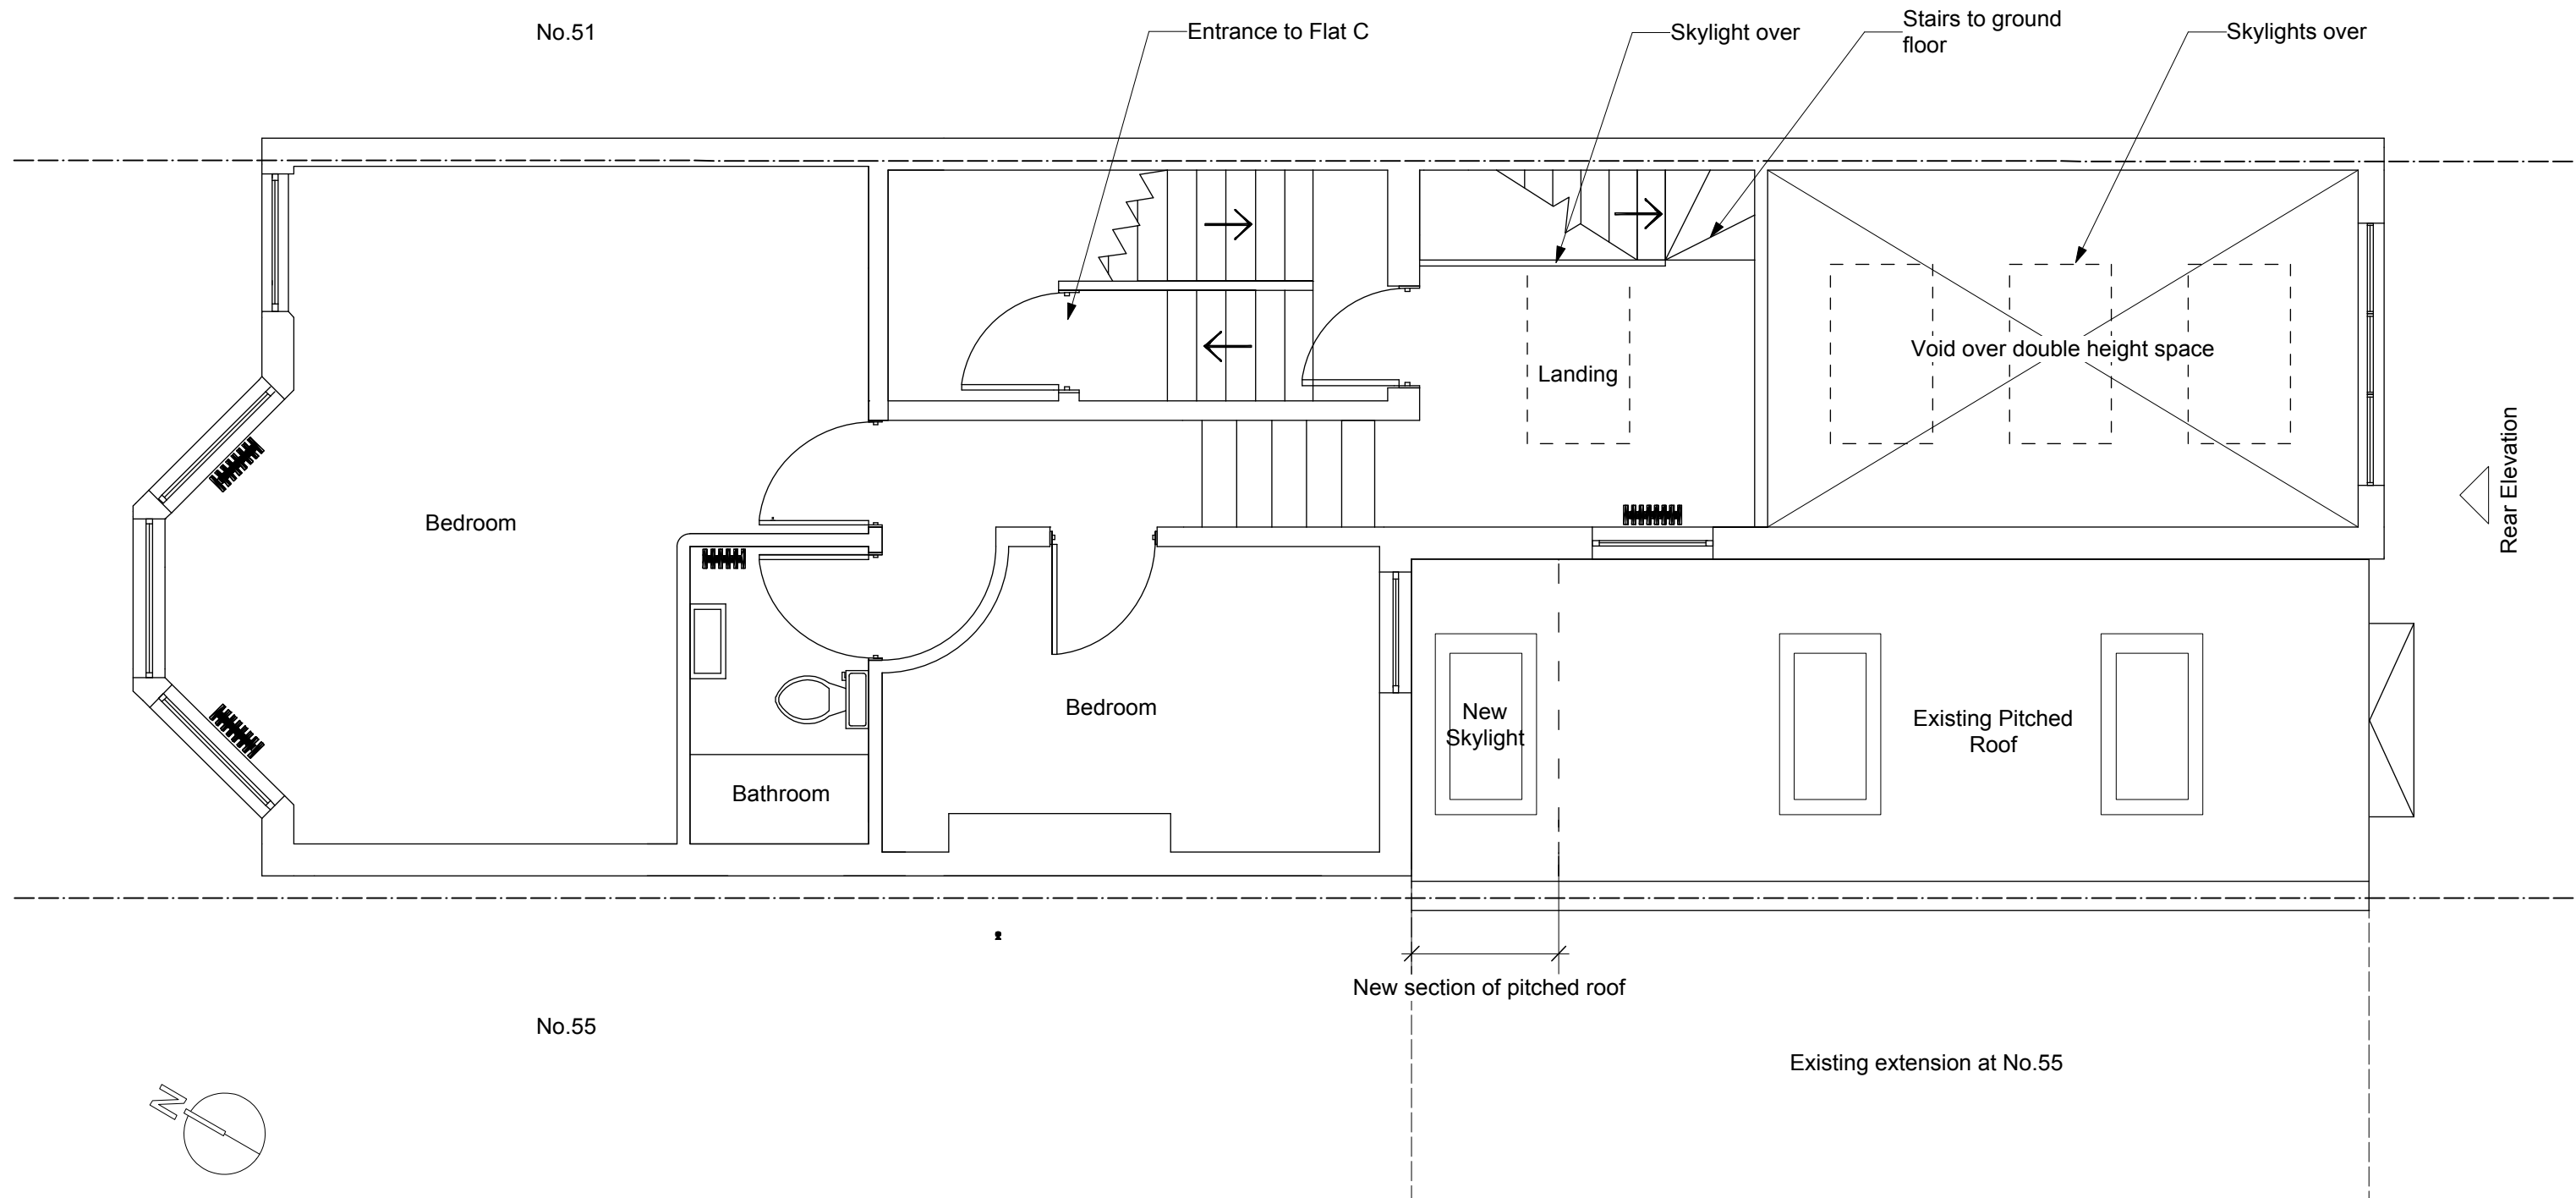 No.51
Entrance to Flat C
Skylight over
Stairs to ground
floor
Skylights over
Void over double height space
Landing
Rear Elevation
Bedroom
Bedroom
New
Skylight
Existing Pitched
Roof
Bathroom
New section of pitched roof
No.55
Existing extension at No.55
N